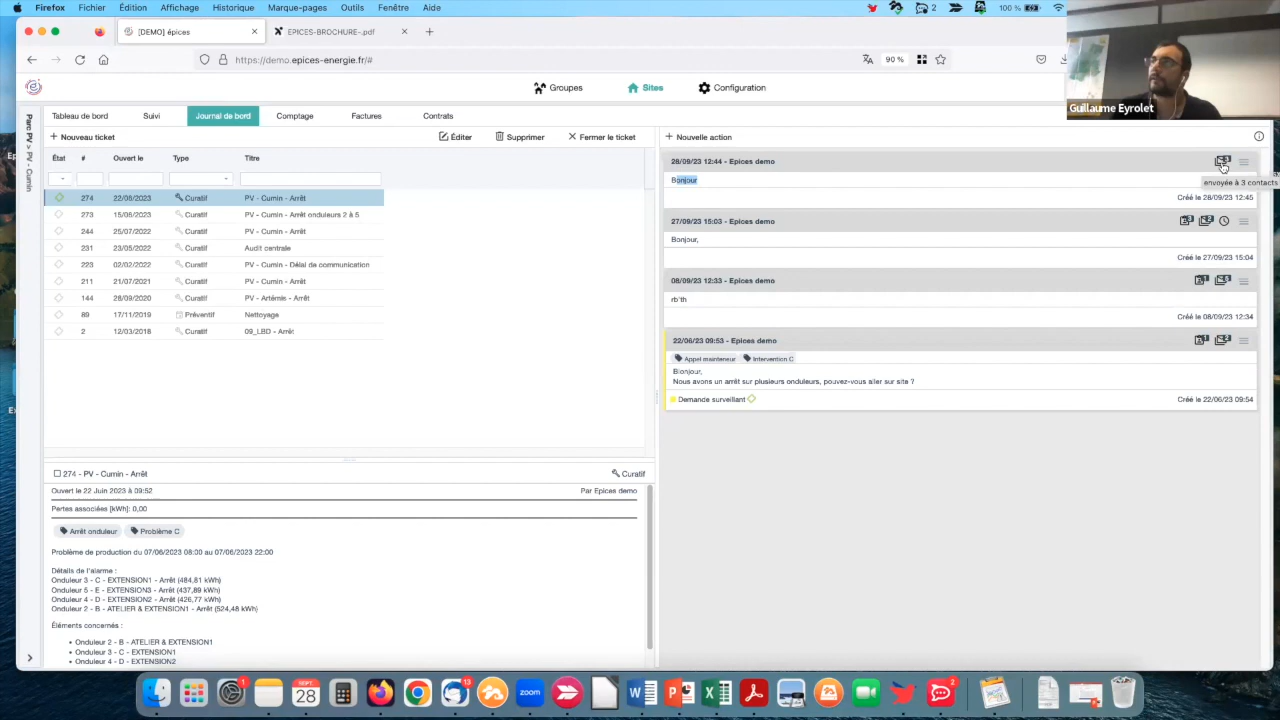 Firefox Fichier Édition Affichage Historique Marque-pages Outils Fenêtre Aide
2 100 %
[DEMO] épices
EPICES-BROCHURE-.pdf
https://demo.epices-energie.fr/#
90 %
Guillaume Eyrolet
Groupes Sites Configuration
Parc PV > PV - Cumin
Tableau de bord Suivi Journal de bord Comptage Factures Contrats
Nouveau ticket Éditer Supprimer Fermer le ticket
État # Ouvert le Type Titre
274 22/06/2023 Curatif PV - Cumin - Arrêt
273 15/06/2023 Curatif PV - Cumin - Arrêt onduleurs 2 à 5
244 25/07/2022 Curatif PV - Cumin - Arrêt
231 23/05/2022 Curatif Audit centrale
223 02/02/2022 Curatif PV - Cumin - Délai de communication
211 21/07/2021 Curatif PV - Cumin - Arrêt
144 28/09/2020 Curatif PV - Artémis - Arrêt
89 17/11/2019 Préventif Nettoyage
2 12/03/2018 Curatif 09_LBD - Arrêt
274 - PV - Cumin - Arrêt Curatif
Ouvert le 22 Juin 2023 à 09:52 Par Epices demo
Pertes associées [kWh]: 0,00
Arrêt onduleur Problème C
Problème de production du 07/06/2023 08:00 au 07/06/2023 22:00
Détails de l'alarme :
Onduleur 3 - C - EXTENSION1 - Arrêt (484,81 kWh)
Onduleur 5 - E - EXTENSION3 - Arrêt (437,89 kWh)
Onduleur 4 - D - EXTENSION2 - Arrêt (426,77 kWh)
Onduleur 2 - B - ATELIER & EXTENSION1 - Arrêt (524,48 kWh)
Éléments concernés :
• Onduleur 2 - B - ATELIER & EXTENSION1
• Onduleur 3 - C - EXTENSION1
• Onduleur 4 - D - EXTENSION2
Nouvelle action
28/09/23 12:44 - Epices demo
Bonjour
envoyée à 3 contacts
Créé le 28/09/23 12:45
27/09/23 15:03 - Epices demo
Bonjour,
Créé le 27/09/23 15:04
08/09/23 12:33 - Epices demo
rb'th
Créé le 08/09/23 12:34
22/06/23 09:53 - Epices demo
Appel mainteneur Intervention C
Blonjour,
Nous avons un arrêt sur plusieurs onduleurs, pouvez-vous aller sur site ?
Demande surveillant Créé le 22/06/23 09:54
1 SEPT. 28 13 zoom 2